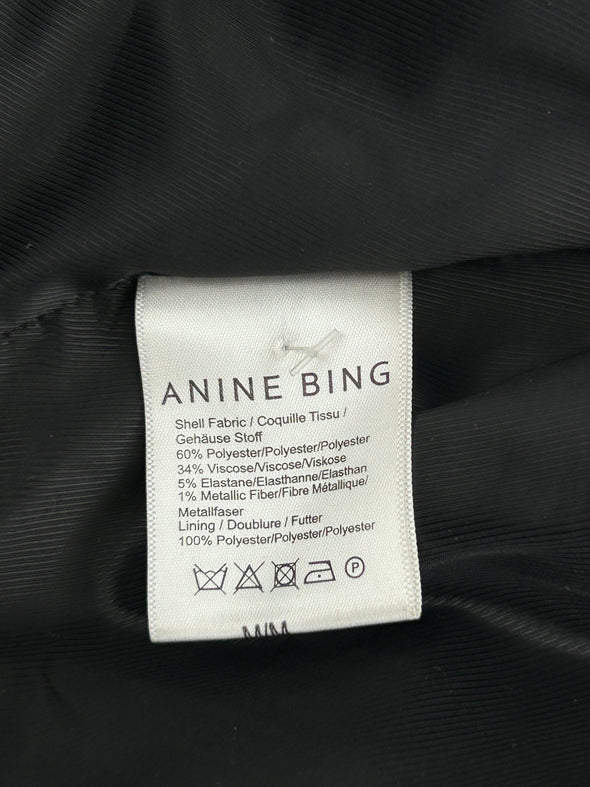 ANINE BING
Shell Fabric / Coquille Tissu /
Gehäuse Stoff
60% Polyester/Polyester/Polyester
34% Viscose/Viscose/Viskose
5% Elastane/Elasthanne/Elasthan
1% Metallic Fiber/Fibre Métallique/
Metallfaser
Lining / Doublure / Futter
100% Polyester/Polyester/Polyester
P
M/M